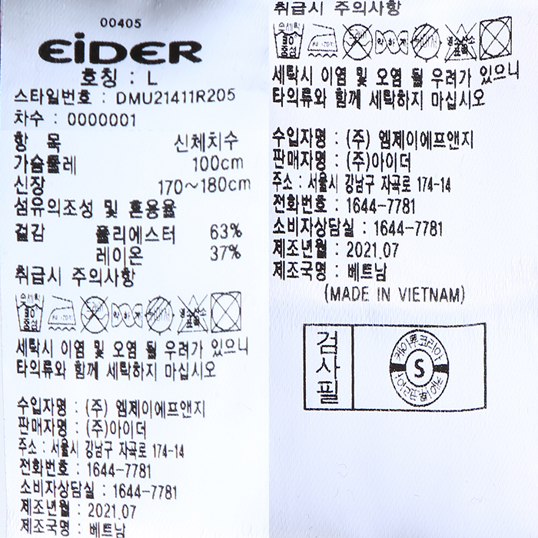 00405
EiDER
호칭 : L
스타일번호 : DMU21411R205
차수 : 0000001
항 목 신체치수
가슴둘레 100cm
신장 170~180cm
섬유의조성 및 혼용율
겉감 폴리에스터 63%
레이온 37%
취급시 주의사항
세탁시 이염 및 오염 될 우려가 있으니
타의류와 함께 세탁하지 마십시오
수입자명 : (주) 엠제이에프앤지
판매자명 : (주)아이더
주소 : 서울시 강남구 자곡로 174-14
전화번호 : 1644-7781
소비자상담실 : 1644-7781
제조년월 : 2021.07
제조국명 : 베트남
취급시 주의사항
세탁시 이염 및 오염 될 우려가 있으니
타의류와 함께 세탁하지 마십시오
수입자명 : (주) 엠제이에프앤지
판매자명 : (주)아이더
주소 : 서울시 강남구 자곡로 174-14
전화번호 : 1644-7781
소비자상담실 : 1644-7781
제조년월 : 2021.07
제조국명 : 베트남
(MADE IN VIETNAM)
검사필
S